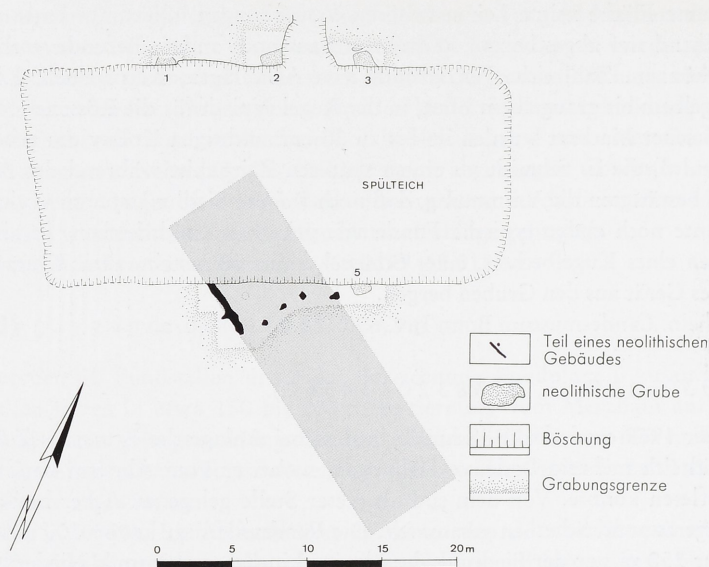 1
2
3
SPÜLTEICH
5
Teil eines neolithischen
Gebäudes
neolithische Grube
Böschung
Grabungsgrenze
N
0 5 10 15 20 m